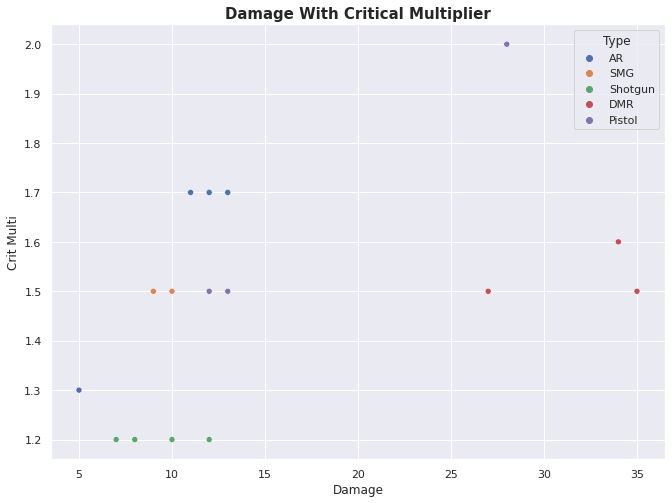 Damage With Critical Multiplier
2.0
1.9
1.8
1.7
1.6
1.5
1.4
1.3
1.2
Crit Multi
Type
AR
SMG
Shotgun
DMR
Pistol
5 10 15 20 25 30 35
Damage